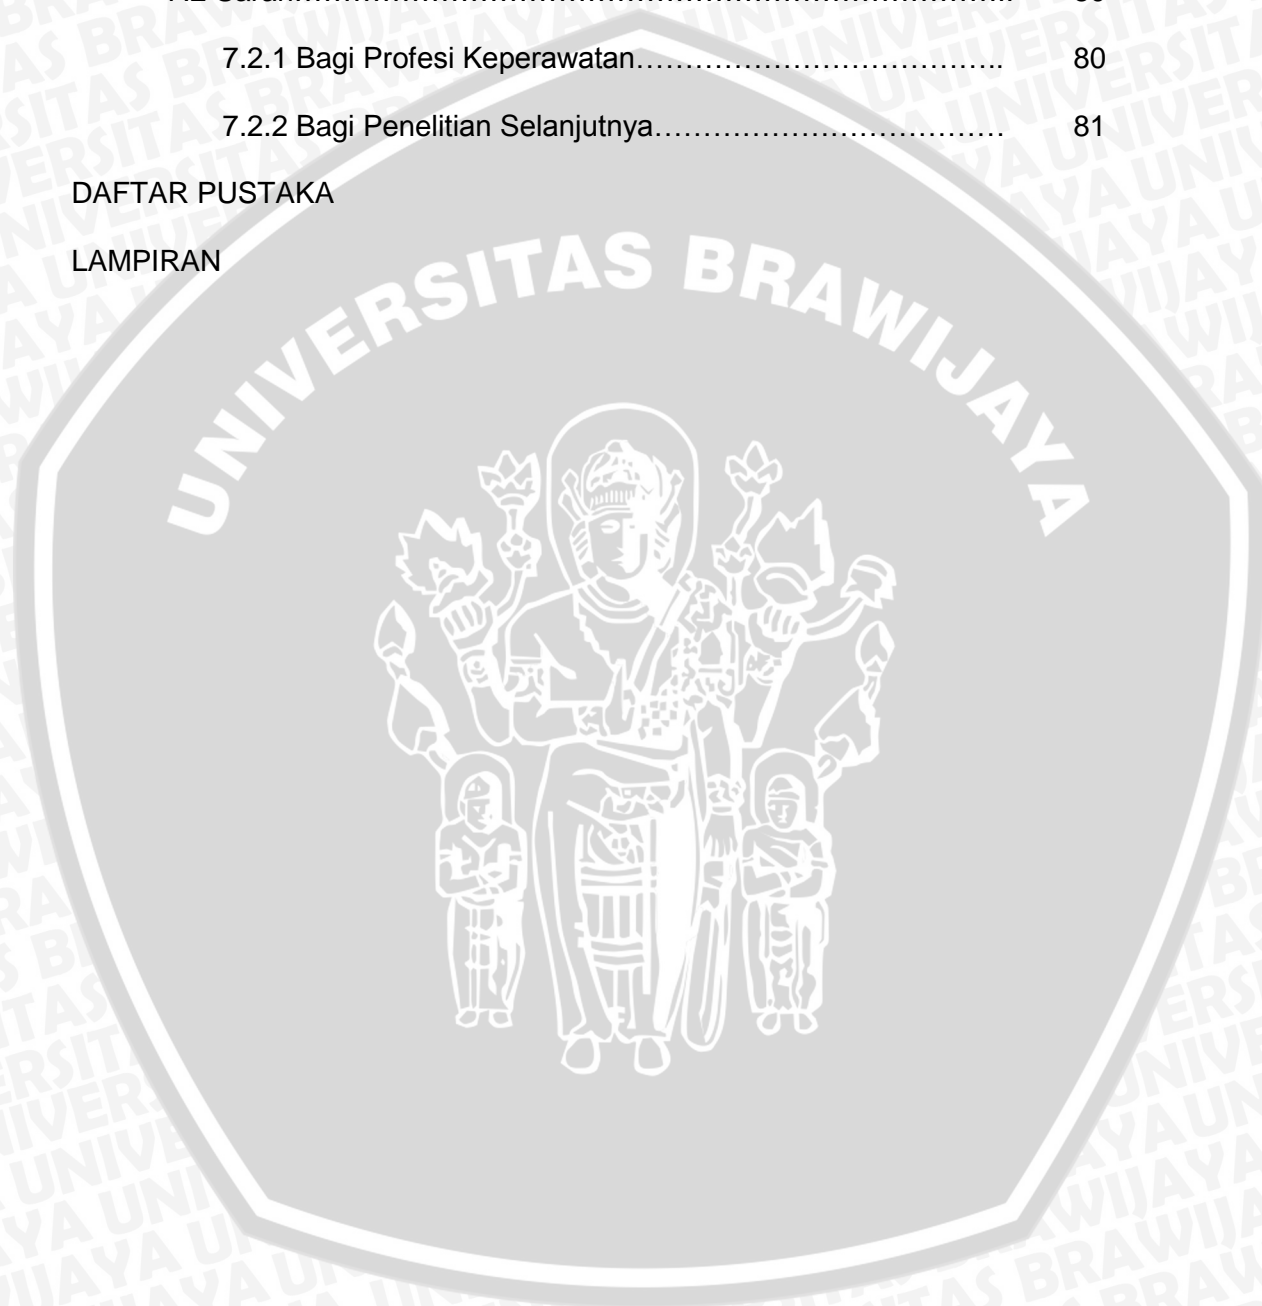 7.2.1 Bagi Profesi Keperawatan……………………………….. 80
7.2.2 Bagi Penelitian Selanjutnya……………………………… 81
DAFTAR PUSTAKA
LAMPIRAN
UNIVERSITAS BRAWIJAYA